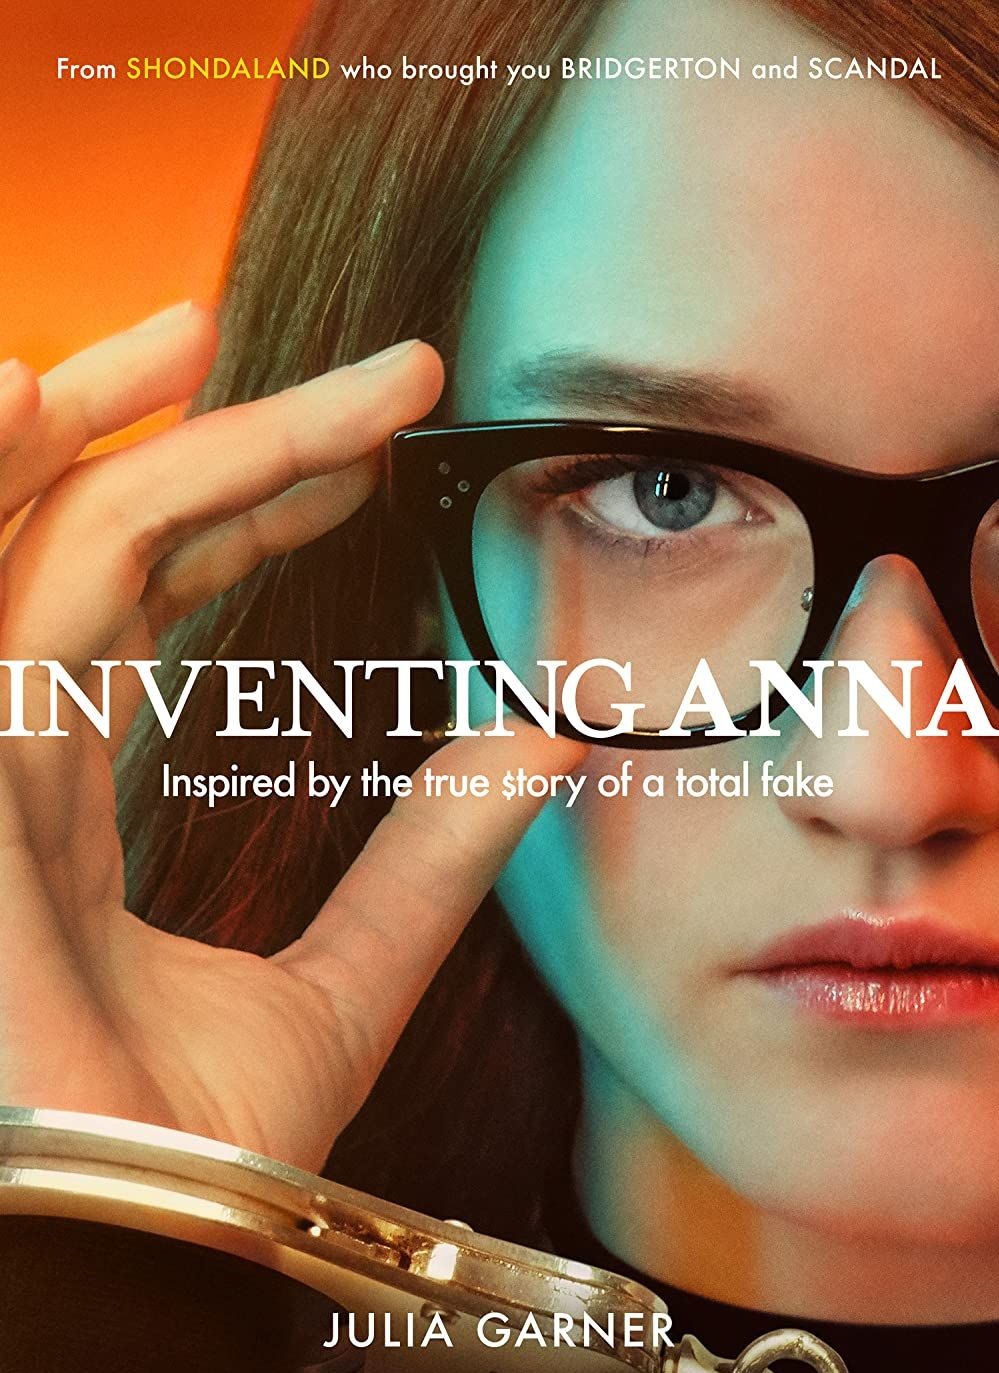 From SHONDALAND who brought you BRIDGERTON and SCANDAL
INVENTING ANNA
Inspired by the true $tory of a total fake
JULIA GARNER